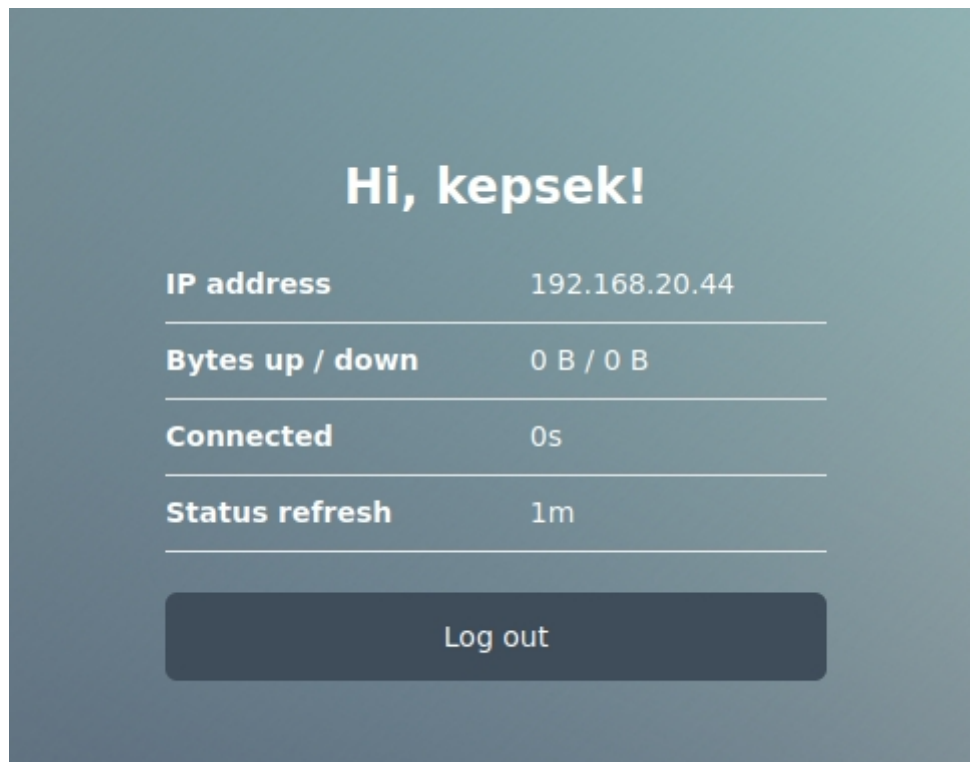 Hi, kepsek!
IP address 192.168.20.44
Bytes up / down 0 B / 0 B
Connected 0s
Status refresh 1m
Log out